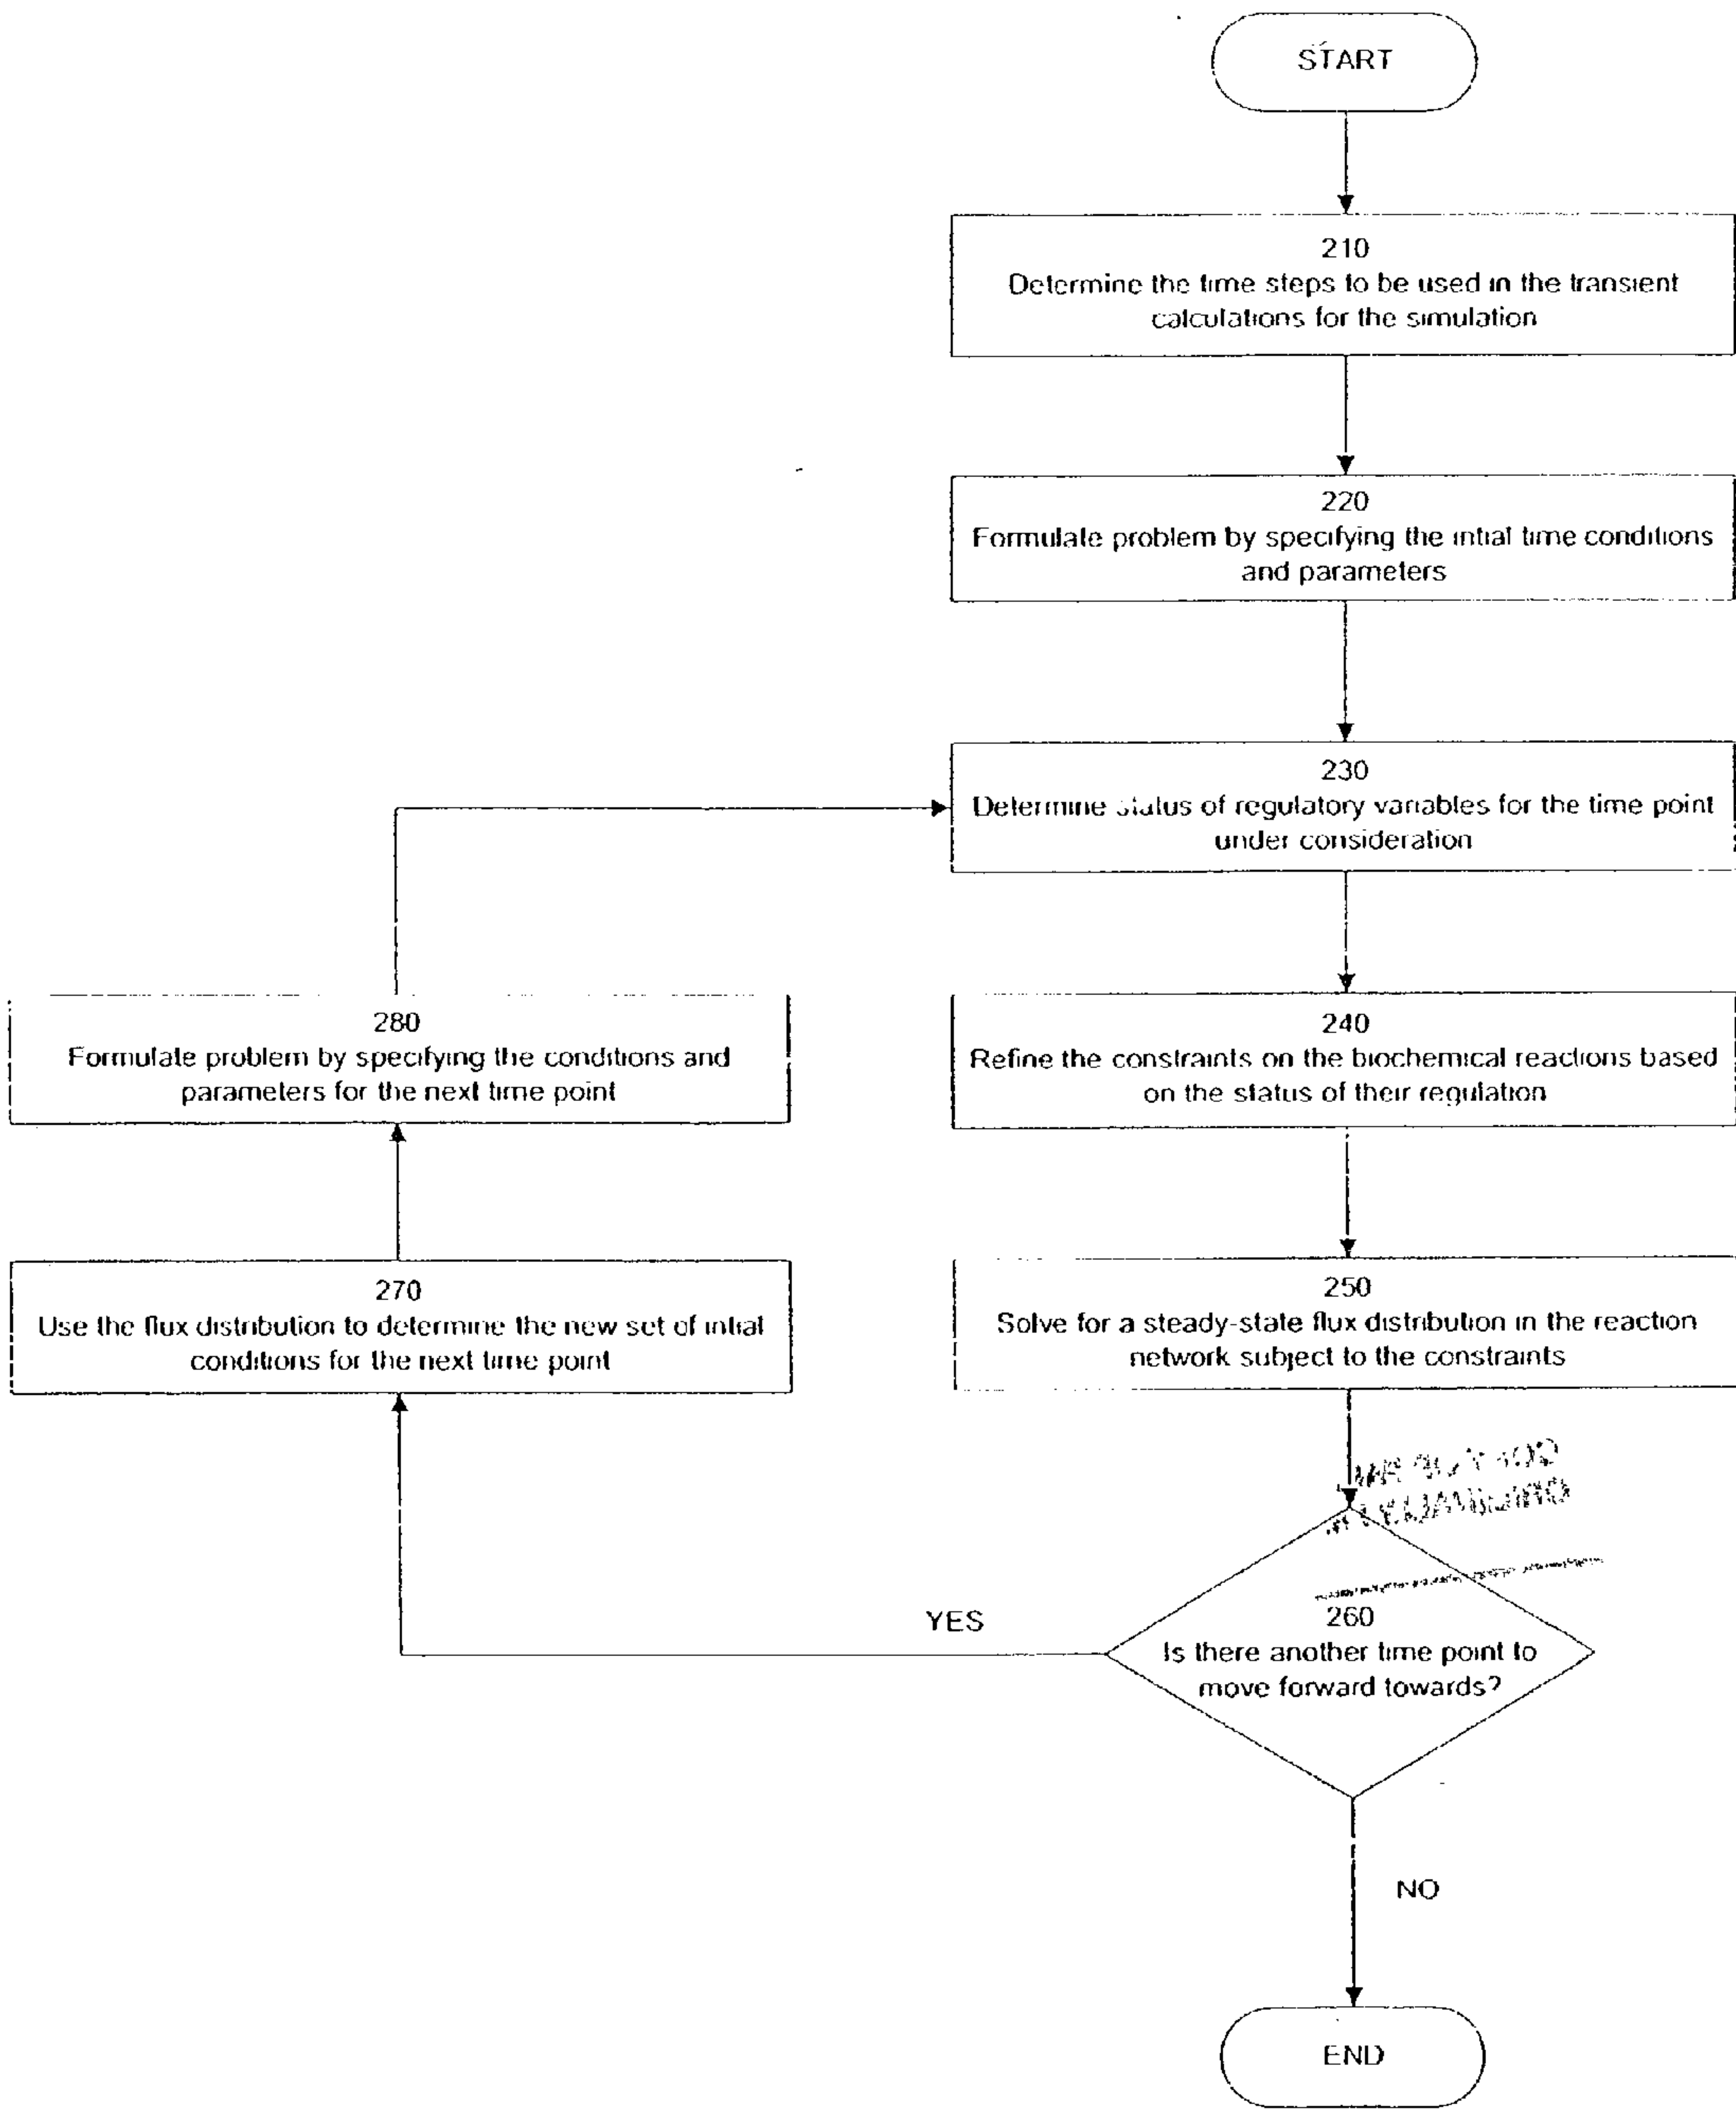 START
210
Determine the time steps to be used in the transient
calculations for the simulation
220
Formulate problem by specifying the intial time conditions
and parameters
230
Determine status of regulatory variables for the time point
under consideration
240
Refine the constraints on the biochemical reactions based
on the status of their regulation
250
Solve for a steady-state flux distribution in the reaction
network subject to the constraints
260
Is there another time point to
move forward towards?
YES
270
Use the flux distribution to determine the new set of intial
conditions for the next time point
280
Formulate problem by specifying the conditions and
parameters for the next time point
NO
END